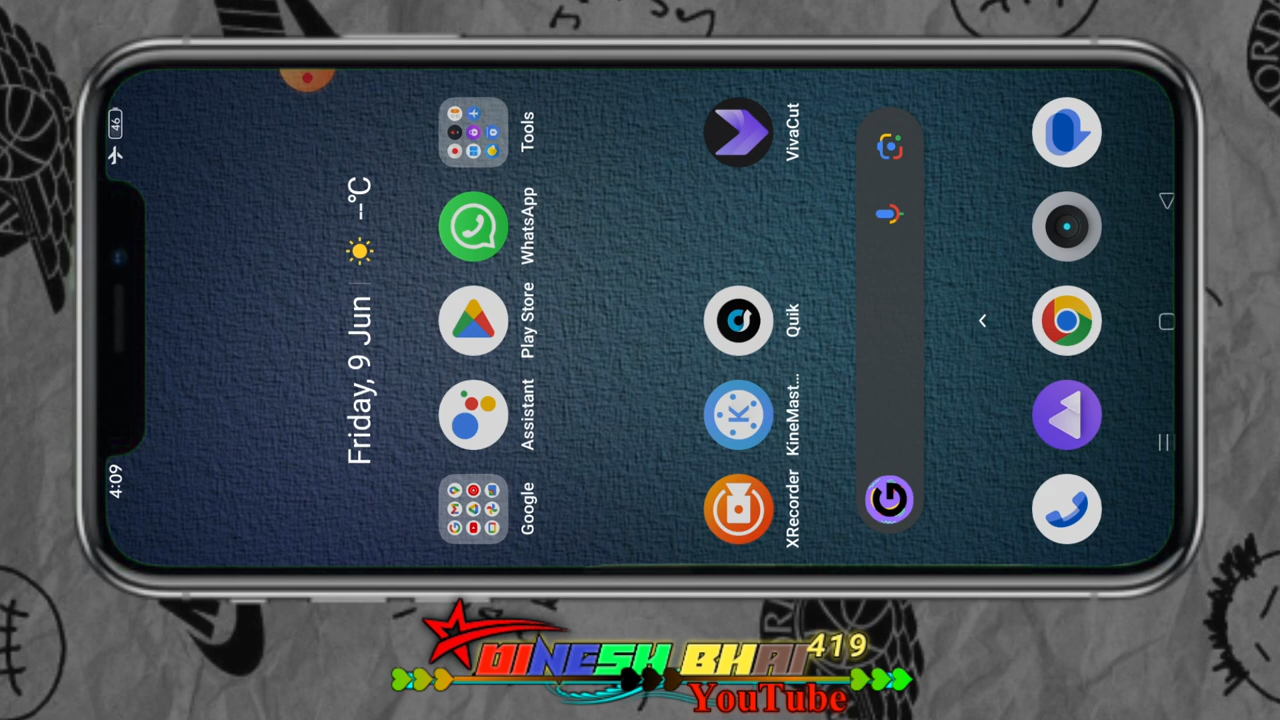 4:09
46
Friday, 9 Jun
--°C
Google
Assistant
Play Store
WhatsApp
Tools
XRecorder
KineMast...
Quik
VivaCut
G
DINESH BHAI 419
YouTube